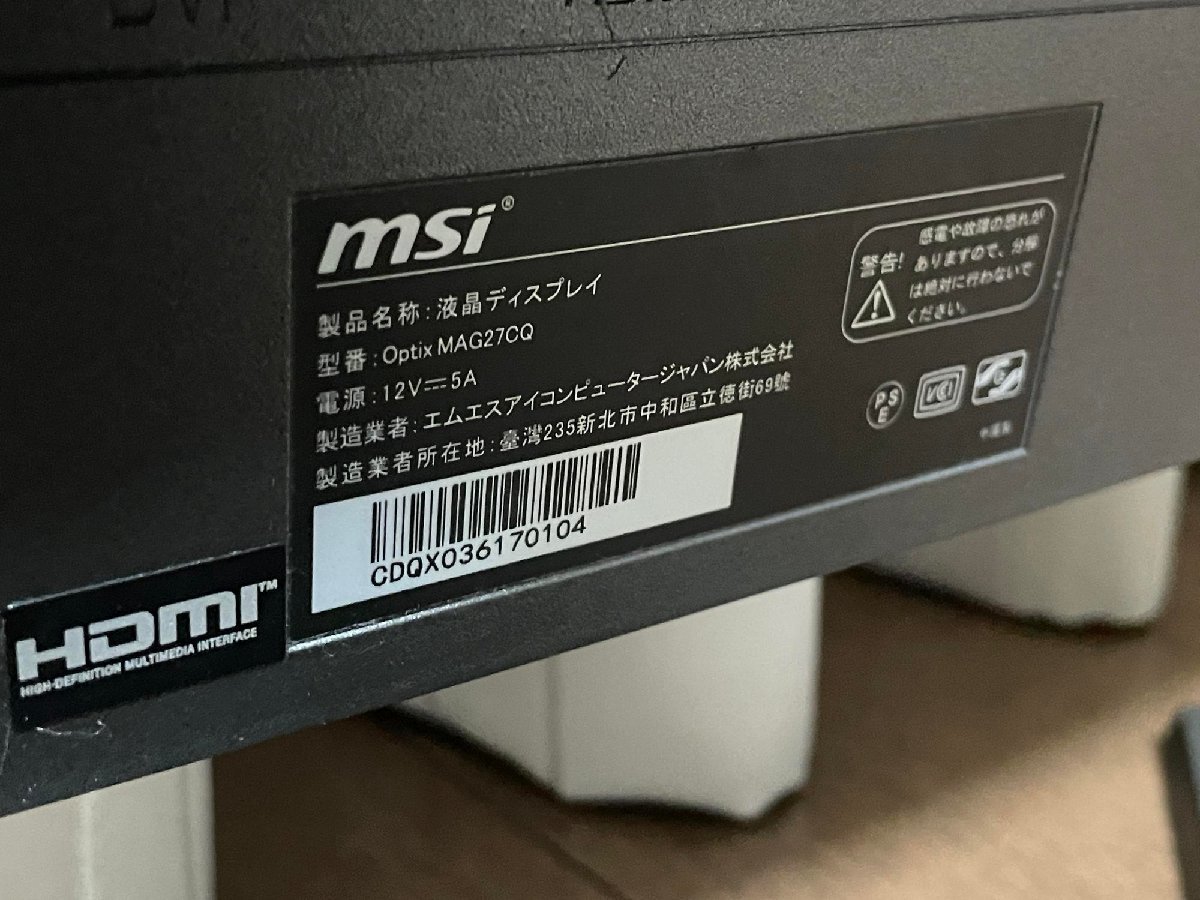 DVI
msi®
製品名称:液晶ディスプレイ
型番:Optix MAG27CQ
電源:12V⎓5A
製造業者:エムエスアイコンピュータージャパン株式会社
製造業者所在地:臺灣235新北市中和區立德街69號
CDQX036170104
警告!
感電や故障の恐れが
ありますので、分解
は絶対に行わないで
ください。
PS
E
VCI
HDMI™
HIGH-DEFINITION MULTIMEDIA INTERFACE